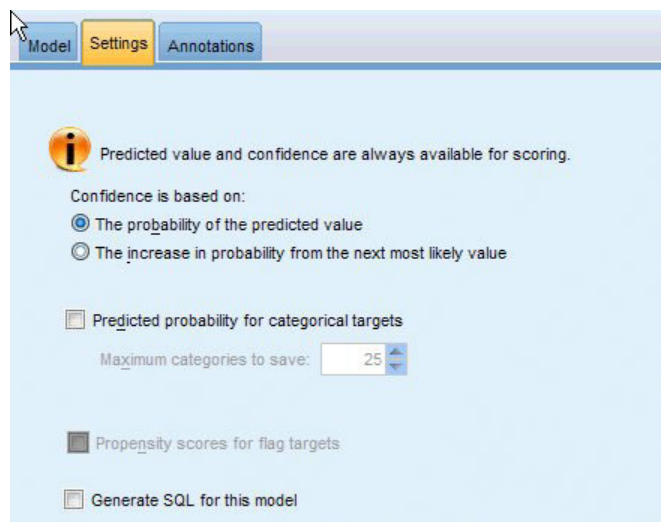 Model Settings Annotations
Predicted value and confidence are always available for scoring.
Confidence is based on:
The probability of the predicted value
The increase in probability from the next most likely value
Predicted probability for categorical targets
Maximum categories to save: 25
Propensity scores for flag targets
Generate SQL for this model